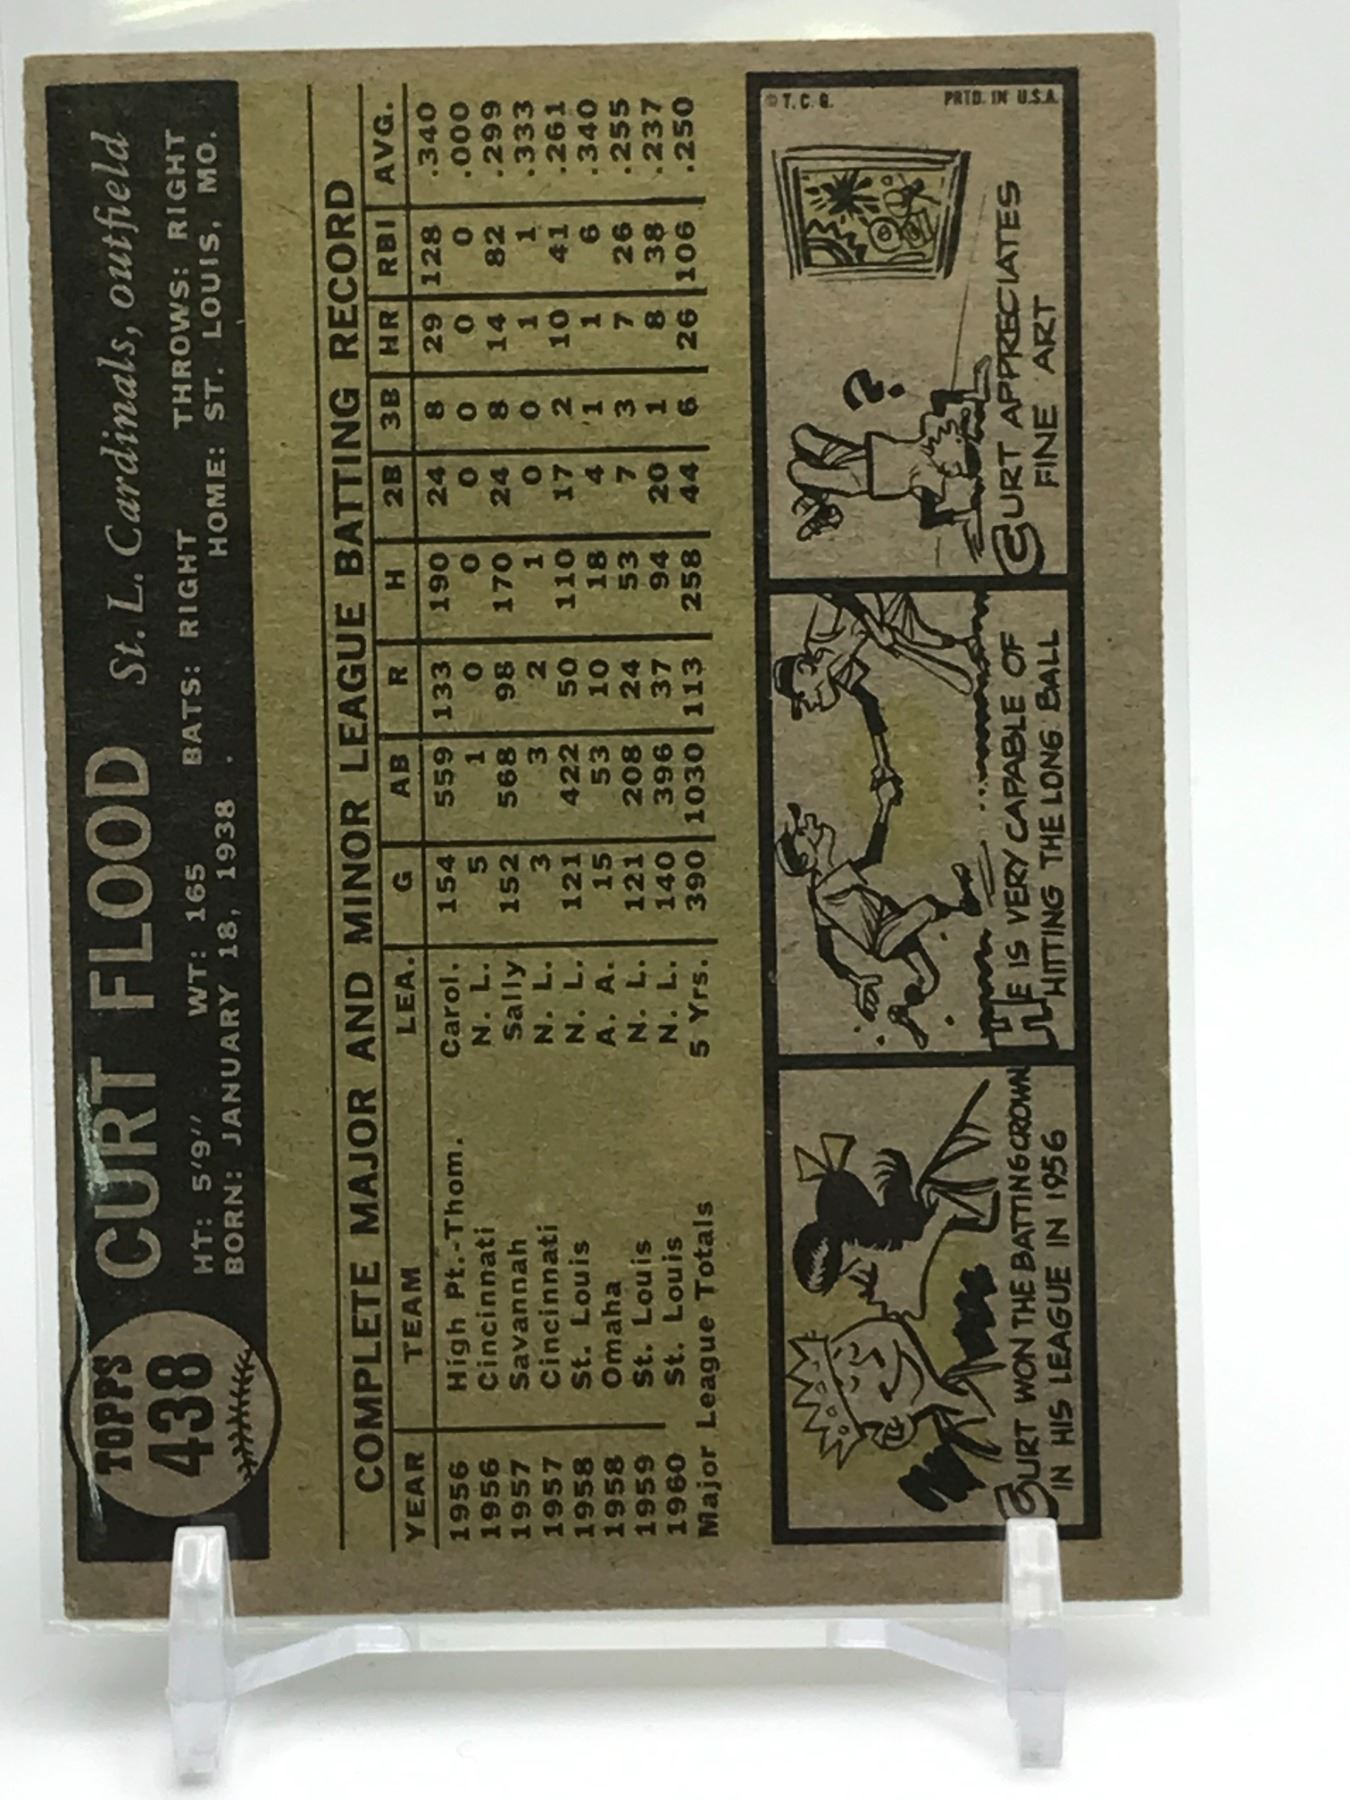 TOPPS
438
CURT FLOOD St. L. Cardinals, outfield
HT: 5'9" WT: 165 BATS: RIGHT THROWS: RIGHT
BORN: JANUARY 18, 1938 HOME: ST. LOUIS, MO.
COMPLETE MAJOR AND MINOR LEAGUE BATTING RECORD
YEAR TEAM LEA. G AB R H 2B 3B HR RBI AVG.
1956 High Pt.-Thom. Carol. 154 559 133 190 24 8 29 128 .340
1956 Cincinnati N. L. 5 1 0 0 0 0 0 0 .000
1957 Savannah Sally 152 568 98 170 24 8 14 82 .299
1957 Cincinnati N. L. 3 3 2 1 0 0 1 1 .333
1958 St. Louis N. L. 121 422 50 110 17 2 10 41 .261
1958 Omaha A. A. 15 53 10 18 4 1 1 6 .340
1959 St. Louis N. L. 121 208 24 53 7 3 7 26 .255
1960 St. Louis N. L. 140 396 37 94 20 1 8 38 .237
Major League Totals 5 Yrs. 390 1030 113 258 44 6 26 106 .250
CURT WON THE BATTING CROWN
IN HIS LEAGUE IN 1956
HE IS VERY CAPABLE OF
HITTING THE LONG BALL
?
CURT APPRECIATES
FINE ART
© T. C. G. PRTD. IN U.S.A.